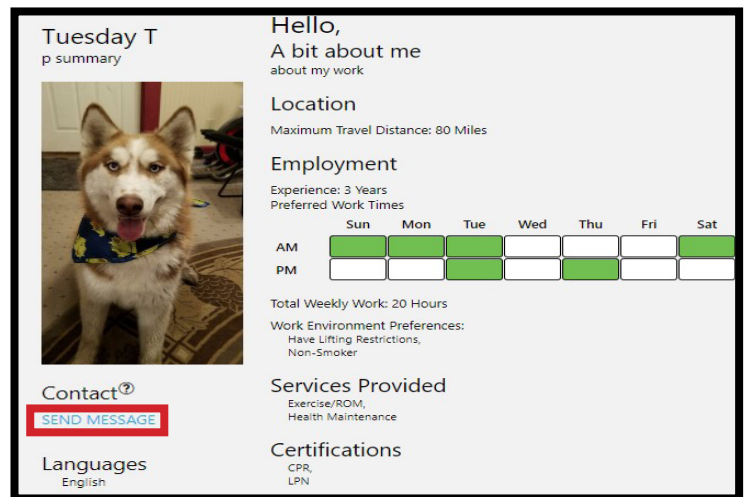 Tuesday T
p summary
Contact?
SEND MESSAGE
Languages
English
Hello,
A bit about me
about my work
Location
Maximum Travel Distance: 80 Miles
Employment
Experience: 3 Years
Preferred Work Times
Sun Mon Tue Wed Thu Fri Sat
AM
PM
Total Weekly Work: 20 Hours
Work Environment Preferences:
Have Lifting Restrictions,
Non-Smoker
Services Provided
Exercise/ROM,
Health Maintenance
Certifications
CPR,
LPN